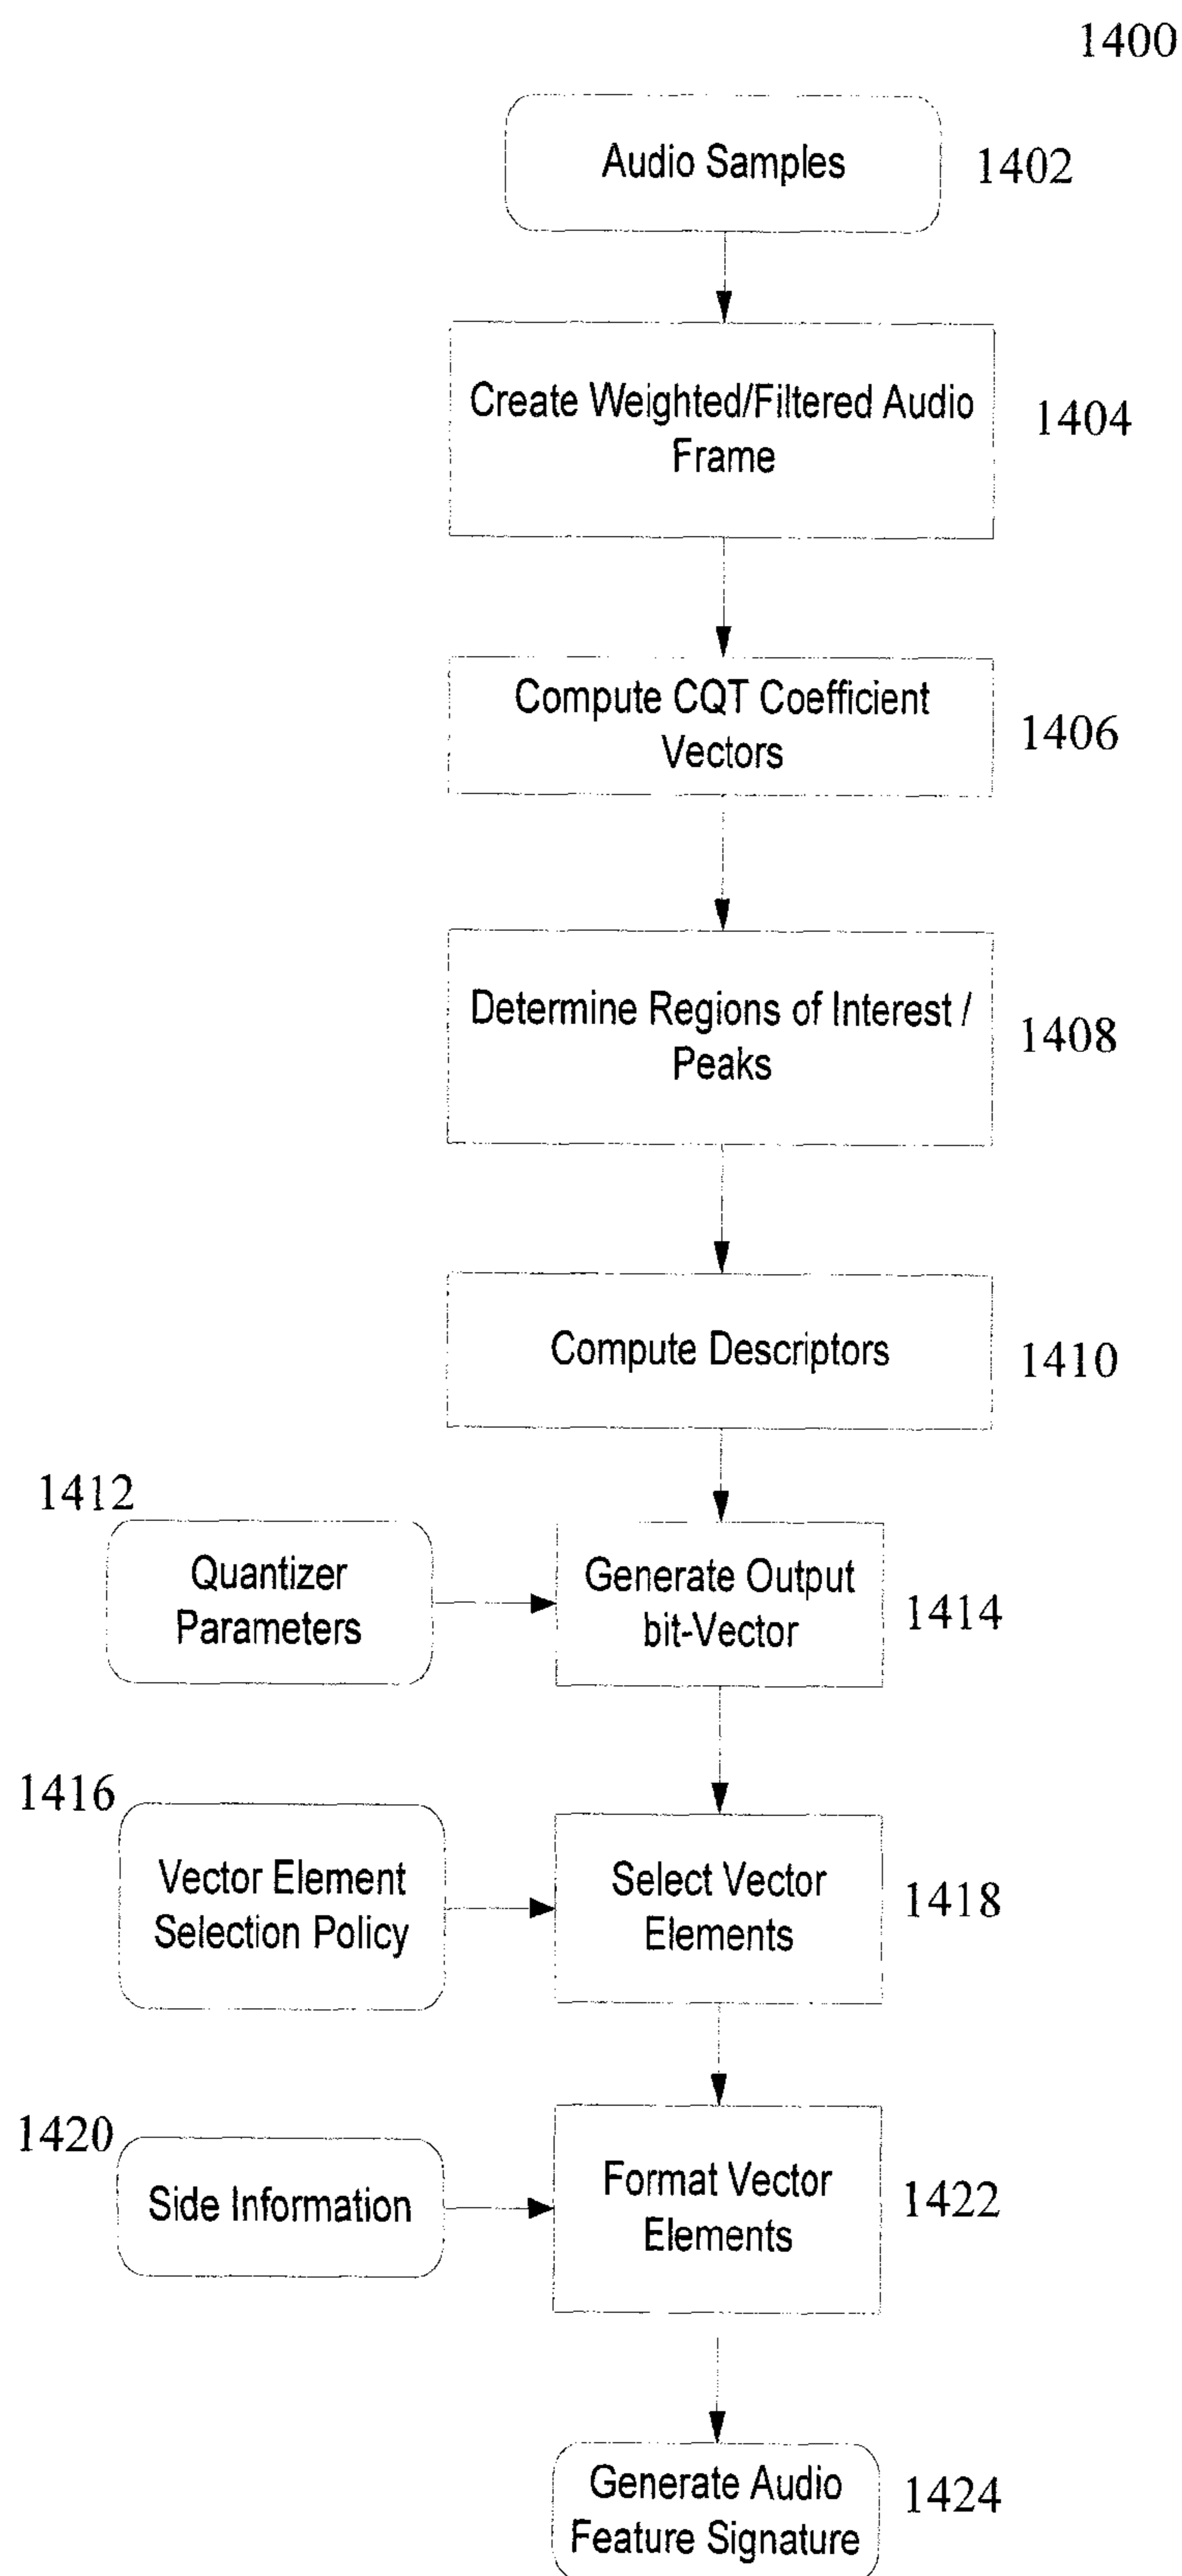 1400
Audio Samples
1402
Create Weighted/Filtered Audio
Frame
1404
Compute CQT Coefficient
Vectors
1406
Determine Regions of Interest /
Peaks
1408
Compute Descriptors
1410
1412
Quantizer
Parameters
Generate Output
bit-Vector
1414
1416
Vector Element
Selection Policy
Select Vector
Elements
1418
1420
Side Information
Format Vector
Elements
1422
Generate Audio
Feature Signature
1424